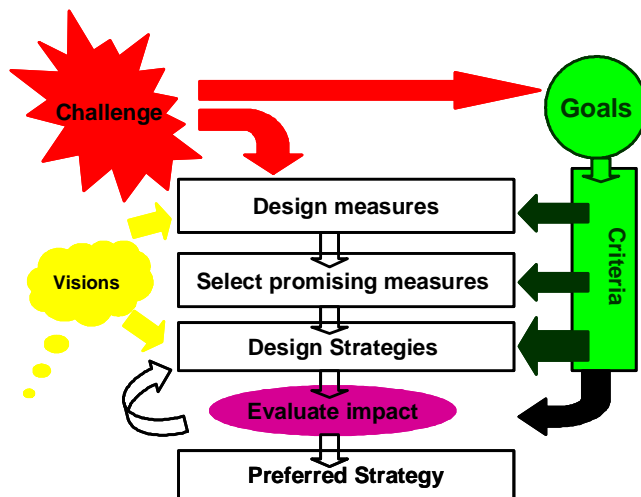 Challenge
Goals
Design measures
Criteria
Visions
Select promising measures
Design Strategies
Evaluate impact
Preferred Strategy